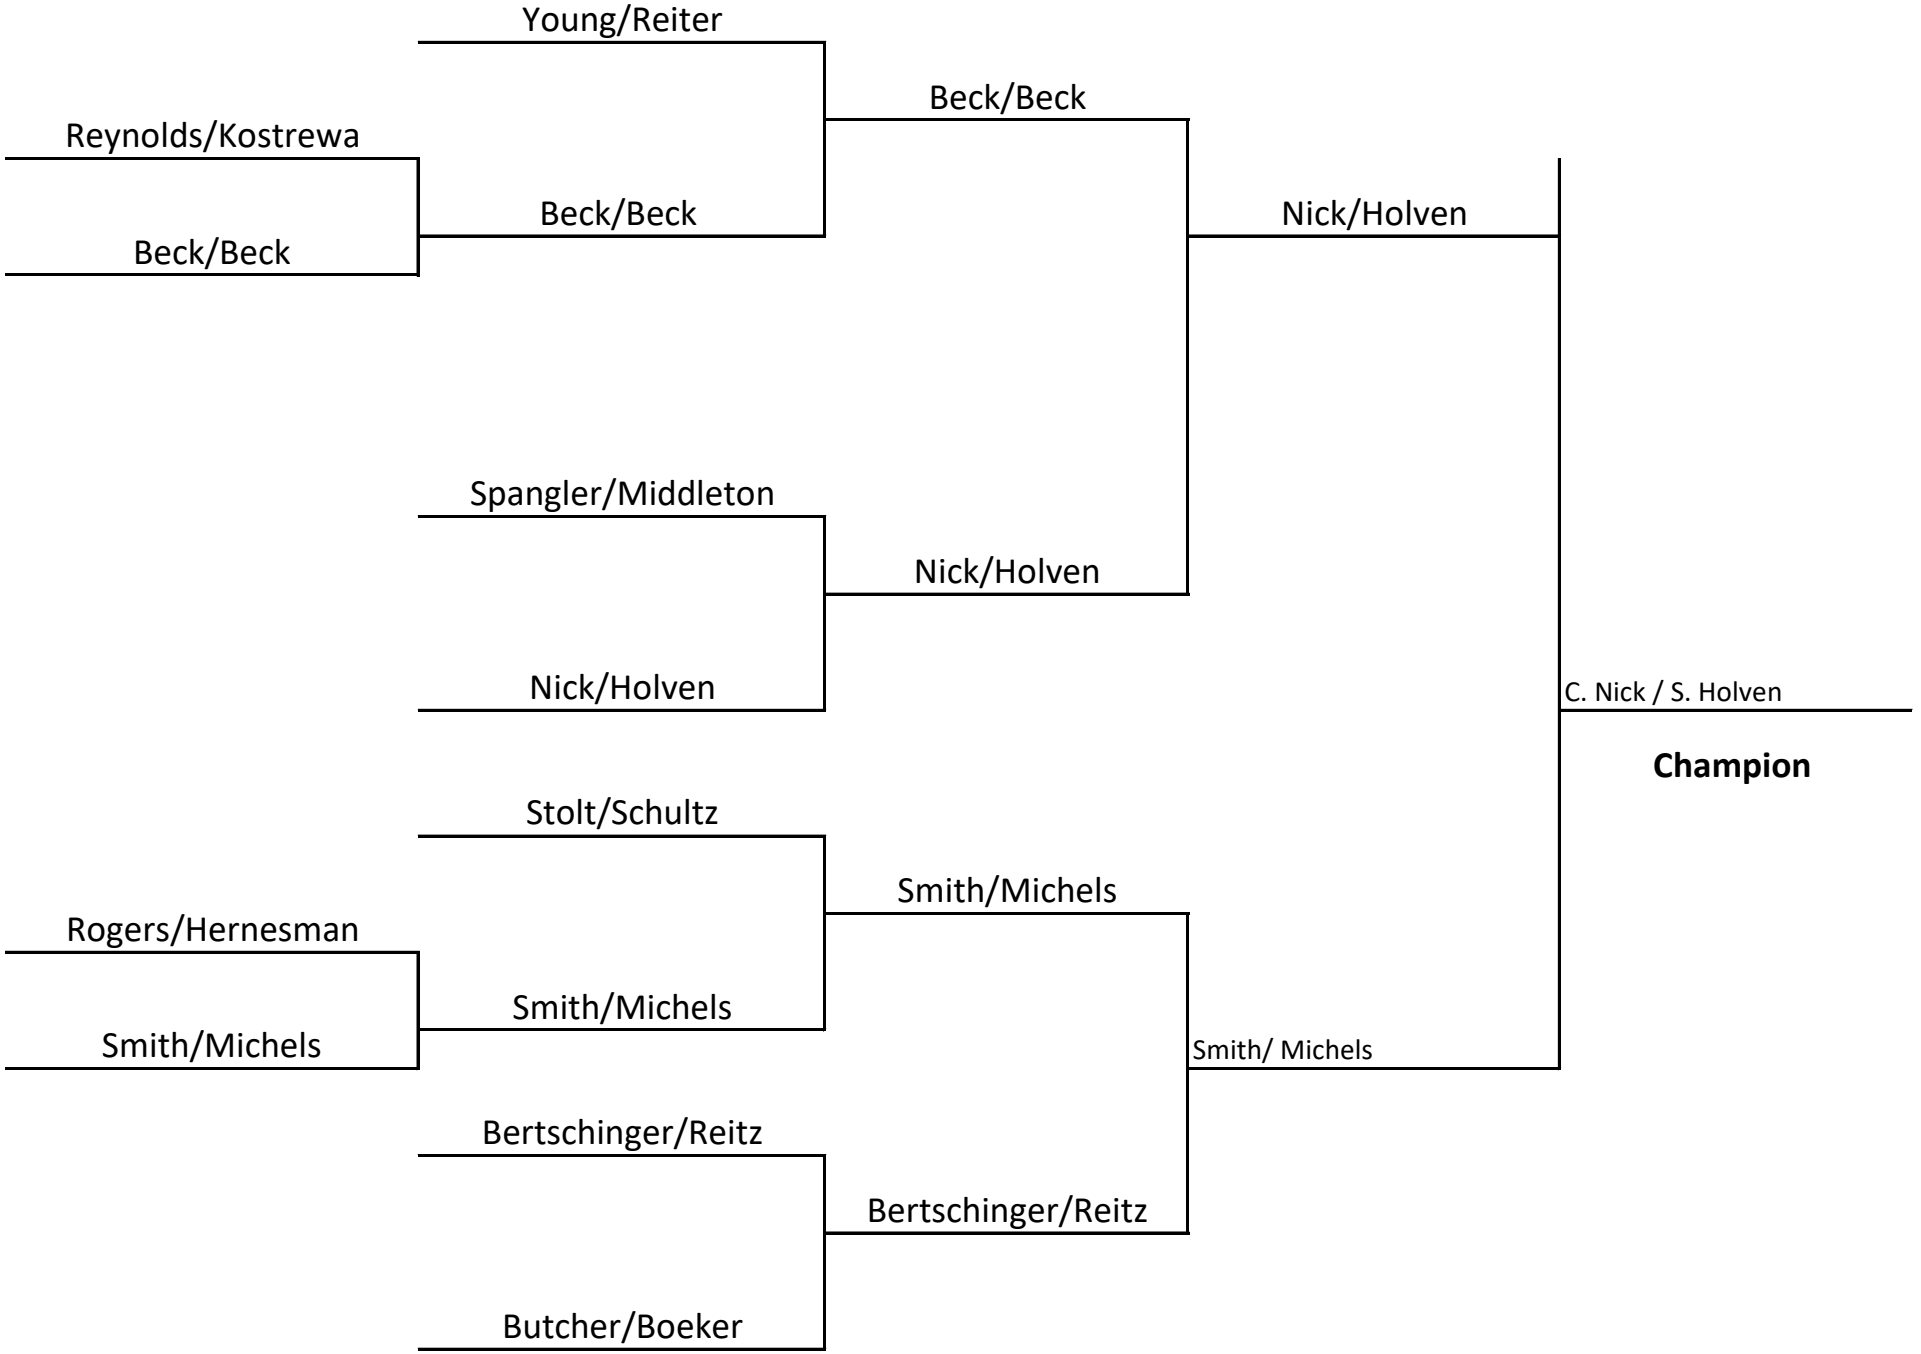 Young/Reiter
Beck/Beck
Reynolds/Kostrewa
Beck/Beck
Nick/Holven
Beck/Beck
Spangler/Middleton
Nick/Holven
Nick/Holven
C. Nick / S. Holven
Champion
Stolt/Schultz
Smith/Michels
Rogers/Hernesman
Smith/Michels
Smith/Michels
Smith/ Michels
Bertschinger/Reitz
Bertschinger/Reitz
Butcher/Boeker